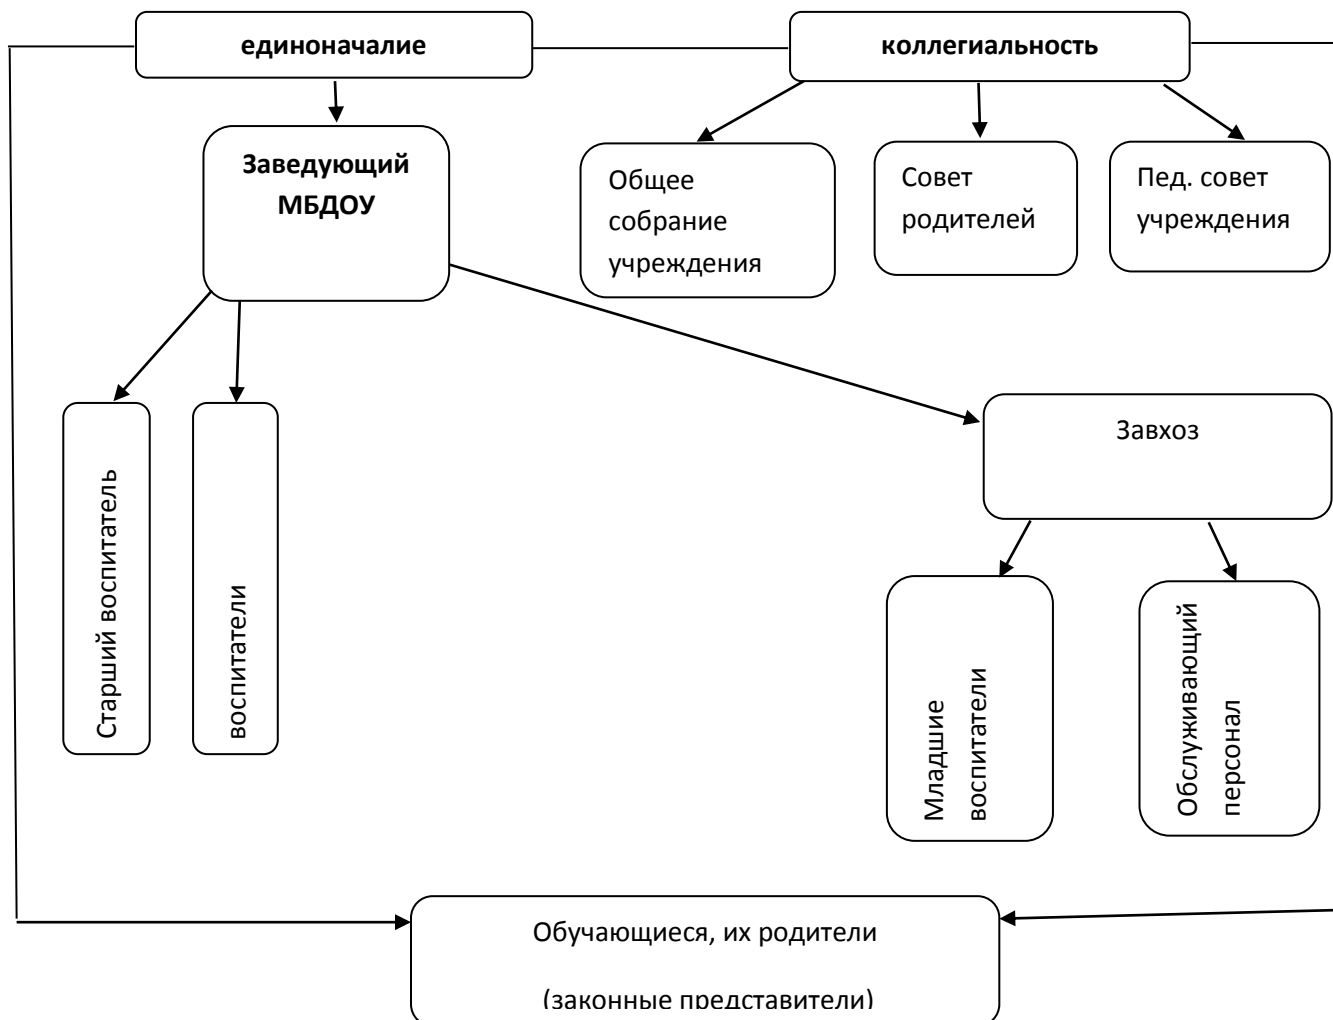 единоначалие
коллегиальность
Заведующий
МБДОУ
Общее
собрание
учреждения
Совет
родителей
Пед. совет
учреждения
Завхоз
Старший воспитатель
воспитатели
Младшие
воспитатели
Обслуживающий
персонал
Обучающиеся, их родители
(законные представители)